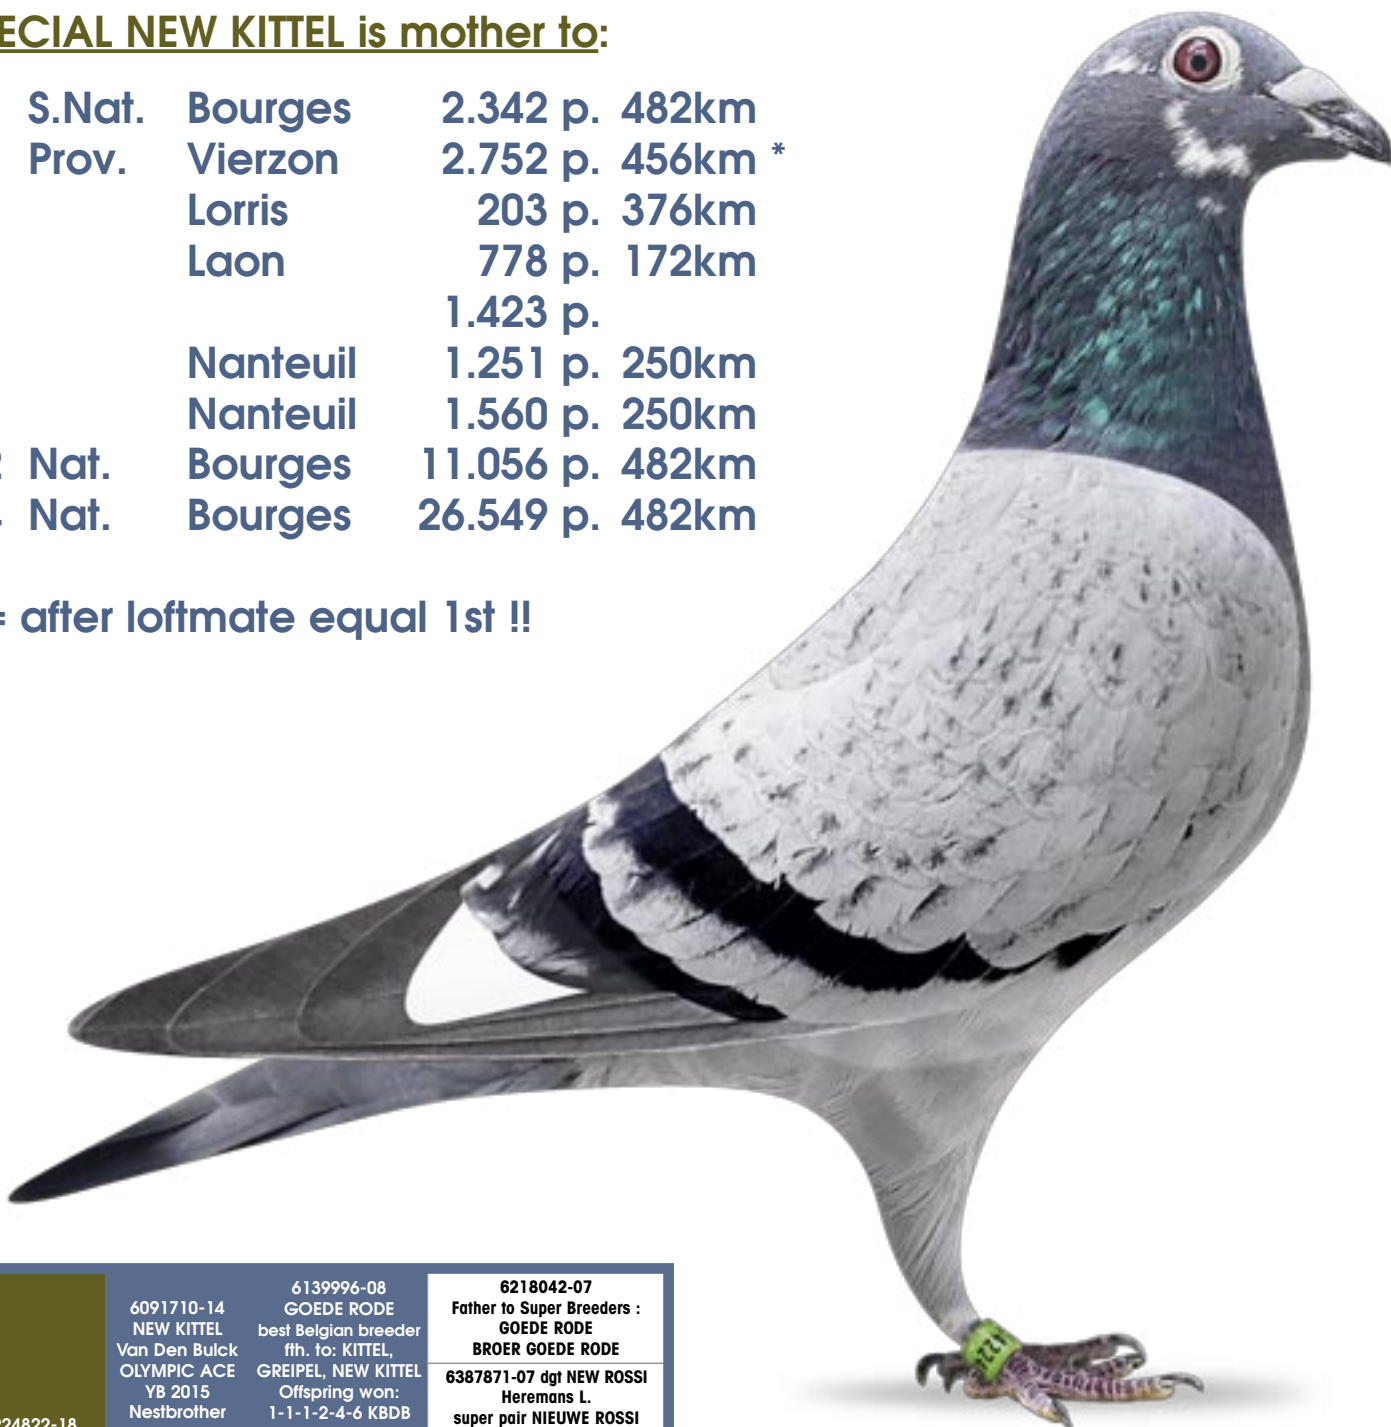 ECIAL NEW KITTEL is mother to:
S.Nat. Bourges 2.342 p. 482km
Prov. Vierzon 2.752 p. 456km *
Lorris 203 p. 376km
Laon 778 p. 172km
1.423 p.
Nanteuil 1.251 p. 250km
Nanteuil 1.560 p. 250km
2 Nat. Bourges 11.056 p. 482km
Nat. Bourges 26.549 p. 482km
= after loftmate equal 1st !!
224822-18
6091710-14
NEW KITTEL
Van Den Bulck
OLYMPIC ACE
YB 2015
Nestbrother
6139996-08
GOEDE RODE
best Belgian breeder
fth. to: KITTEL,
GREIPEL, NEW KITTEL
Offspring won:
1-1-1-2-4-6 KBDB
6218042-07
Father to Super Breeders :
GOEDE RODE
BROER GOEDE RODE
6387871-07 dgt NEW ROSSI
Heremans L.
super pair NIEUWE ROSSI